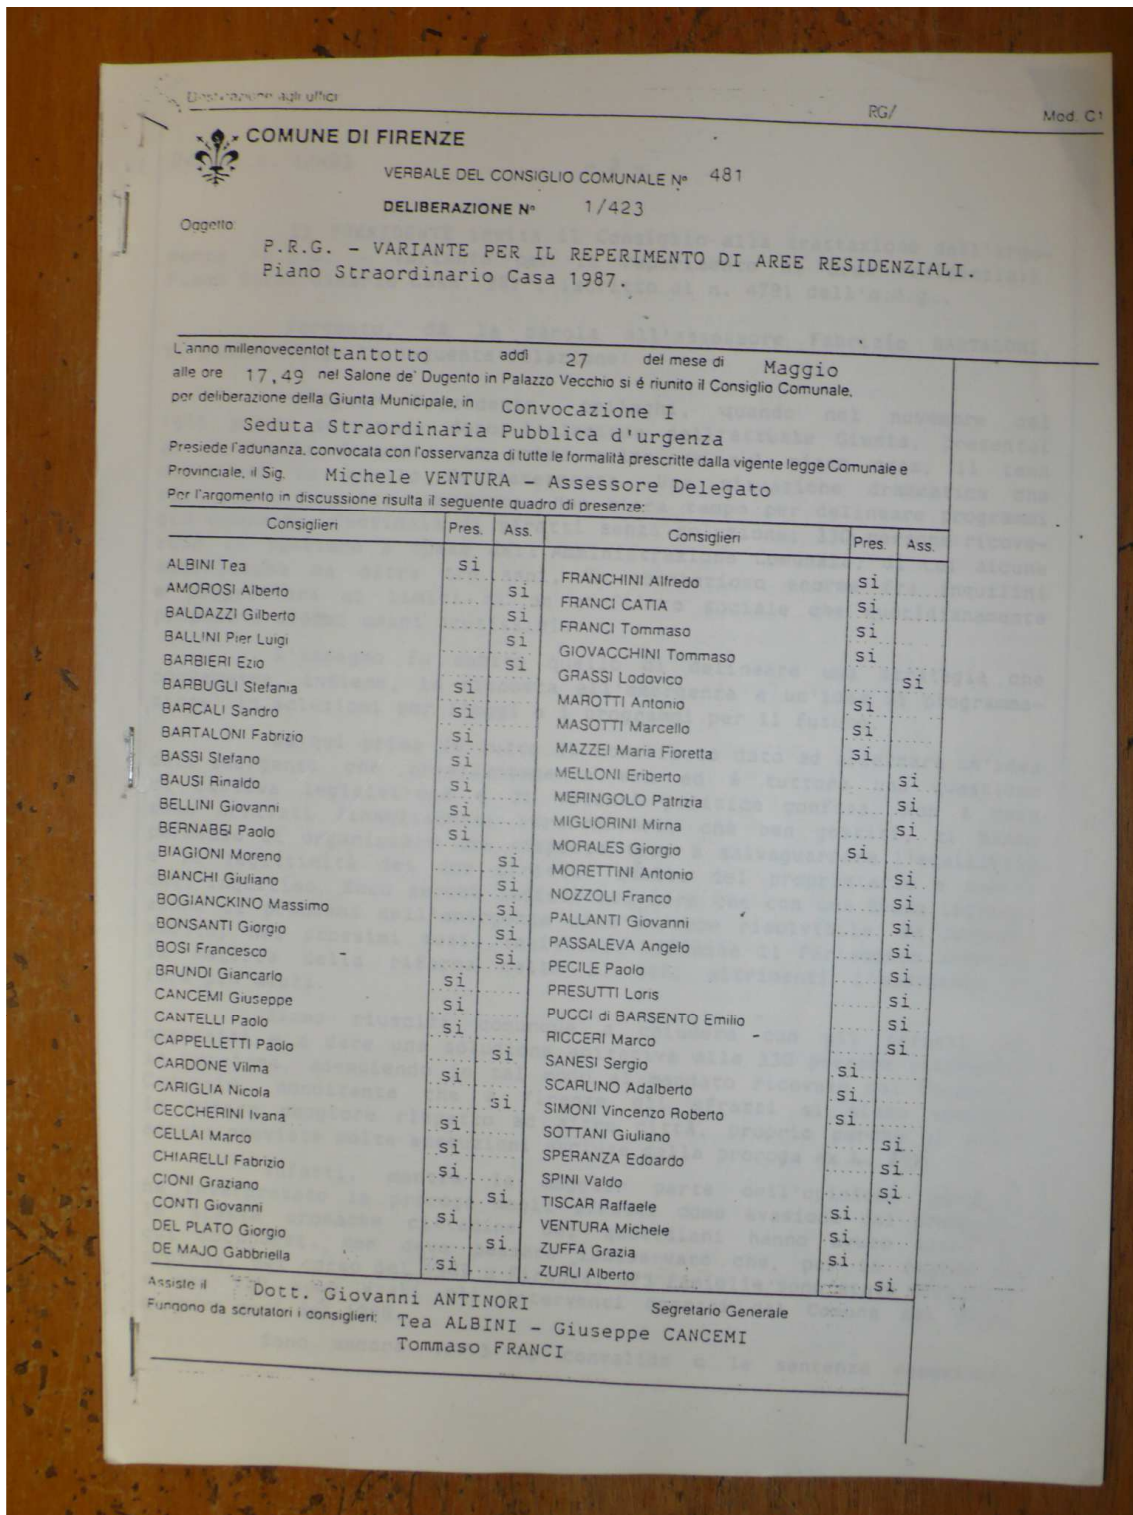 Destinazione agli uffici
RG/
Mod. C1
COMUNE DI FIRENZE
VERBALE DEL CONSIGLIO COMUNALE Nº 481
DELIBERAZIONE Nº 1/423
Oggetto:
P.R.G. - VARIANTE PER IL REPERIMENTO DI AREE RESIDENZIALI.
Piano Straordinario Casa 1987.
L'anno millenovecentottantotto addì 27 del mese di Maggio
alle ore 17,49 nel Salone de' Dugento in Palazzo Vecchio si é riunito il Consiglio Comunale,
per deliberazione della Giunta Municipale, in Convocazione I
Seduta Straordinaria Pubblica d'urgenza
Presiede l'adunanza, convocata con l'osservanza di tutte le formalità prescritte dalla vigente legge Comunale e
Provinciale, il Sig. Michele VENTURA - Assessore Delegato
Per l'argomento in discussione risulta il seguente quadro di presenze:
Consiglieri Pres. Ass.
ALBINI Tea si
AMOROSI Alberto si
BALDAZZI Gilberto si
BALLINI Pier Luigi si
BARBIERI Ezio si
BARBUGLI Stefania si
BARCALI Sandro si
BARTALONI Fabrizio si
BASSI Stefano si
BAUSI Rinaldo si
BELLINI Giovanni si
BERNABEI Paolo si
BIAGIONI Moreno si
BIANCHI Giuliano si
BOGIANCKINO Massimo si
BONSANTI Giorgio si
BOSI Francesco si
BRUNDI Giancarlo si
CANCEMI Giuseppe si
CANTELLI Paolo si
CAPPELLETTI Paolo si
CARDONE Vilma si
CARIGLIA Nicola si
CECCHERINI Ivana si
CELLAI Marco si
CHIARELLI Fabrizio si
CIONI Graziano si
CONTI Giovanni si
DEL PLATO Giorgio si
DE MAJO Gabbriella si
Consiglieri Pres. Ass.
FRANCHINI Alfredo si
FRANCI CATIA si
FRANCI Tommaso si
GIOVACCHINI Tommaso si
GRASSI Lodovico si
MAROTTI Antonio si
MASOTTI Marcello si
MAZZEI Maria Fioretta si
MELLONI Eriberto si
MERINGOLO Patrizia si
MIGLIORINI Mirna si
MORALES Giorgio si
MORETTINI Antonio si
NOZZOLI Franco si
PALLANTI Giovanni si
PASSALEVA Angelo si
PECILE Paolo si
PRESUTTI Loris si
PUCCI di BARSENTO Emilio si
RICCERI Marco si
SANESI Sergio si
SCARLINO Adalberto si
SIMONI Vincenzo Roberto si
SOTTANI Giuliano si
SPERANZA Edoardo si
SPINI Valdo si
TISCAR Raffaele si
VENTURA Michele si
ZUFFA Grazia si
ZURLI Alberto si
Assiste il Dott. Giovanni ANTINORI Segretario Generale
Fungono da scrutatori i consiglieri: Tea ALBINI - Giuseppe CANCEMI
Tommaso FRANCI